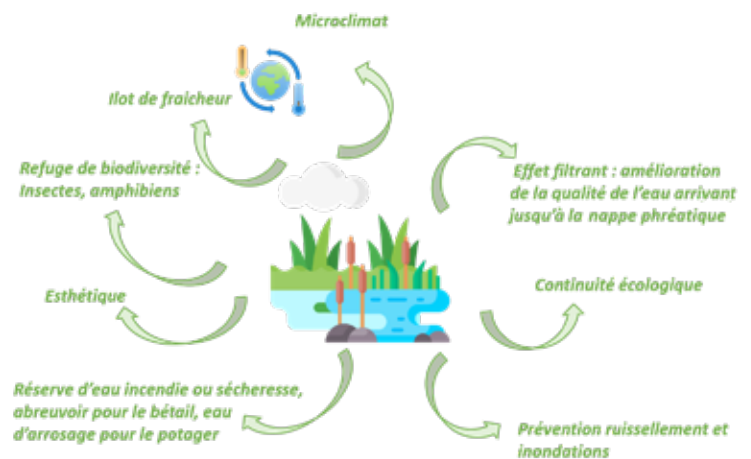 Microclimat
Ilot de fraicheur
Refuge de biodiversité :
Insectes, amphibiens
Effet filtrant : amélioration
de la qualité de l'eau arrivant
jusqu'à la nappe phréatique
Esthétique
Continuité écologique
Réserve d'eau incendie ou sécheresse,
abreuvoir pour le bétail, eau
d'arrosage pour le potager
Prévention ruissellement et
inondations